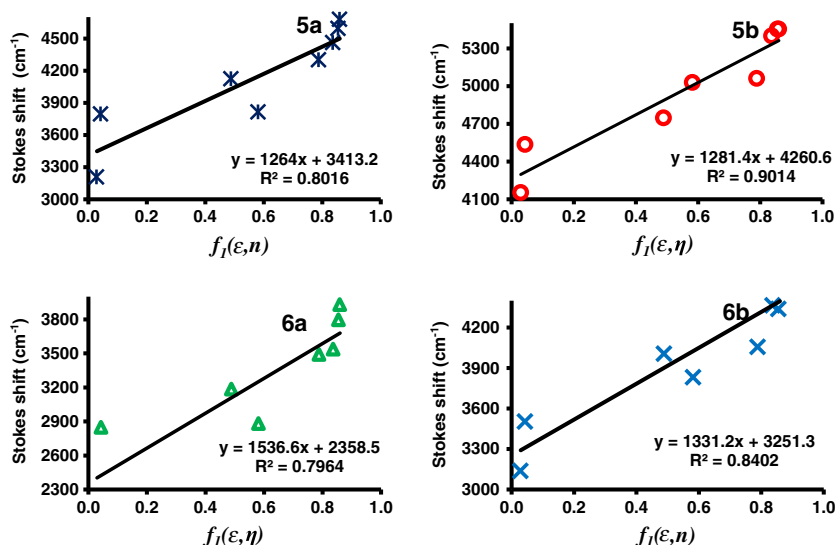 5a
Stokes shift (cm⁻¹)
4500
4200
3900
3600
3300
3000
y = 1264x + 3413.2
R² = 0.8016
0.0 0.2 0.4 0.6 0.8 1.0
f₁(ε,n)
5b
Stokes shift (cm⁻¹)
5300
5000
4700
4400
4100
y = 1281.4x + 4260.6
R² = 0.9014
0.0 0.2 0.4 0.6 0.8 1.0
f₁(ε,η)
6a
Stokes shift (cm⁻¹)
3800
3500
3200
2900
2600
2300
y = 1536.6x + 2358.5
R² = 0.7964
0.0 0.2 0.4 0.6 0.8 1.0
f₁(ε,η)
6b
Stokes shift (cm⁻¹)
4200
3900
3600
3300
3000
y = 1331.2x + 3251.3
R² = 0.8402
0.0 0.2 0.4 0.6 0.8 1.0
f₁(ε,n)